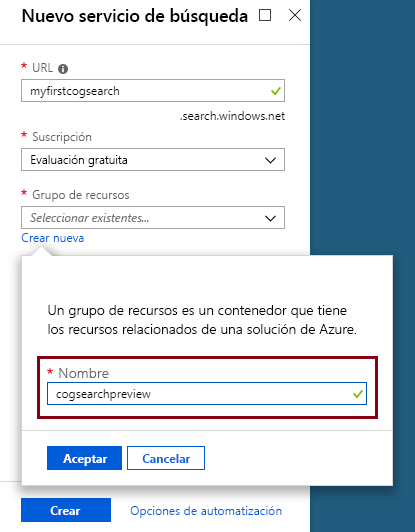 Nuevo servicio de búsqueda
* URL
myfirstcogsearch
.search.windows.net
* Suscripción
Evaluación gratuita
* Grupo de recursos
Seleccionar existentes...
Crear nueva
Un grupo de recursos es un contenedor que tiene
los recursos relacionados de una solución de Azure.
* Nombre
cogsearchpreview
Aceptar Cancelar
Crear Opciones de automatización